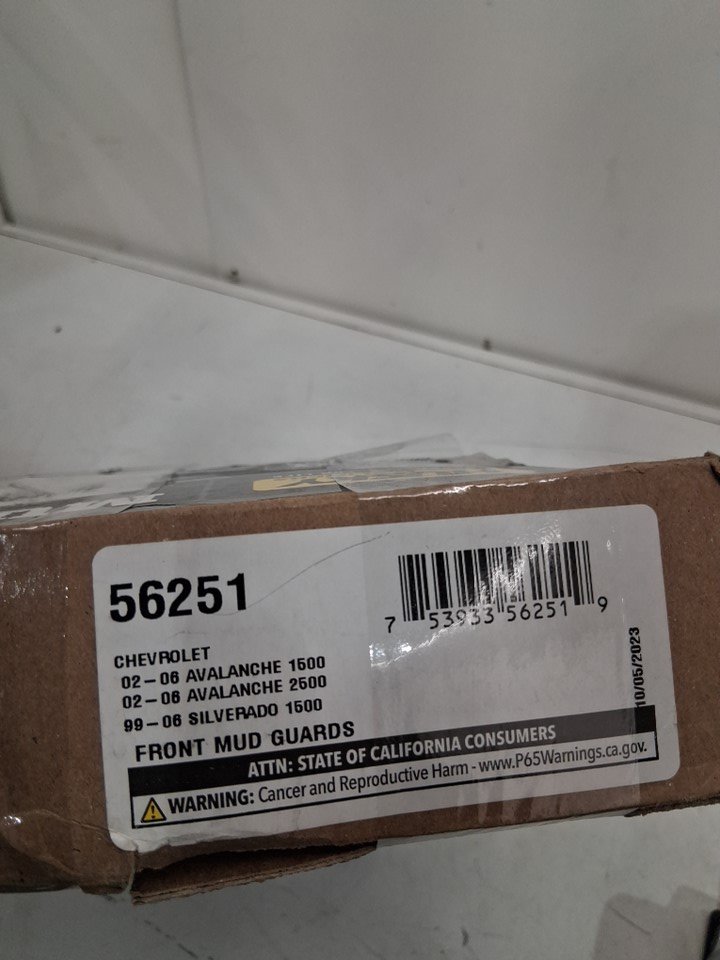 56251
7 53933 56251 9
CHEVROLET
02-06 AVALANCHE 1500
02-06 AVALANCHE 2500
99-06 SILVERADO 1500
FRONT MUD GUARDS
10/05/2023
ATTN: STATE OF CALIFORNIA CONSUMERS
WARNING: Cancer and Reproductive Harm - www.P65Warnings.ca.gov.